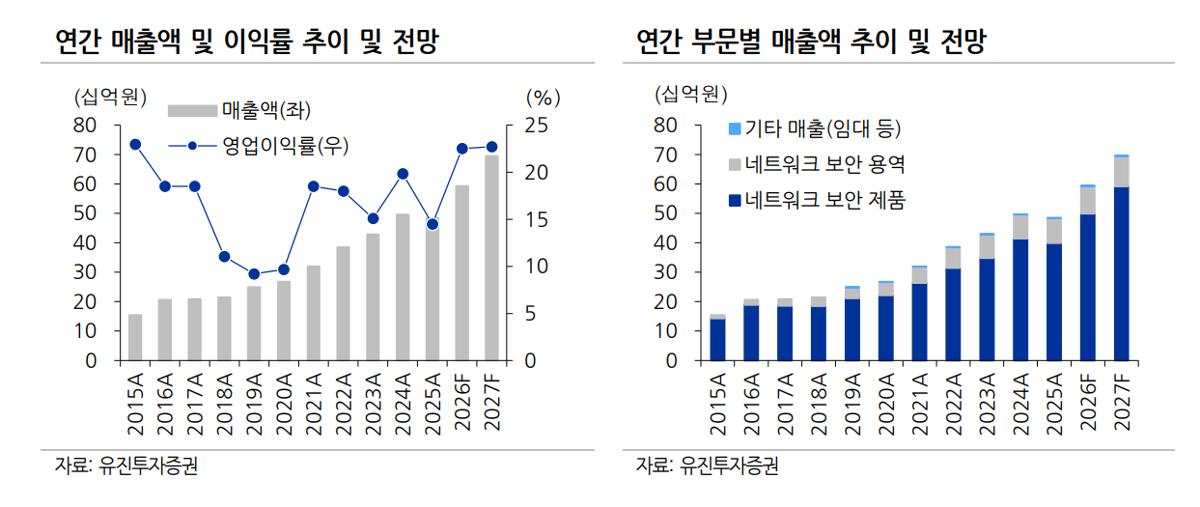 연간 매출액 및 이익률 추이 및 전망
(십억원)
(%)
매출액(좌)
영업이익률(우)
80
70
60
50
40
30
20
10
0
25
20
15
10
5
0
2015A
2016A
2017A
2018A
2019A
2020A
2021A
2022A
2023A
2024A
2025A
2026F
2027F
자료: 유진투자증권
연간 부문별 매출액 추이 및 전망
(십억원)
기타 매출(임대 등)
네트워크 보안 용역
네트워크 보안 제품
80
70
60
50
40
30
20
10
0
2015A
2016A
2017A
2018A
2019A
2020A
2021A
2022A
2023A
2024A
2025A
2026F
2027F
자료: 유진투자증권